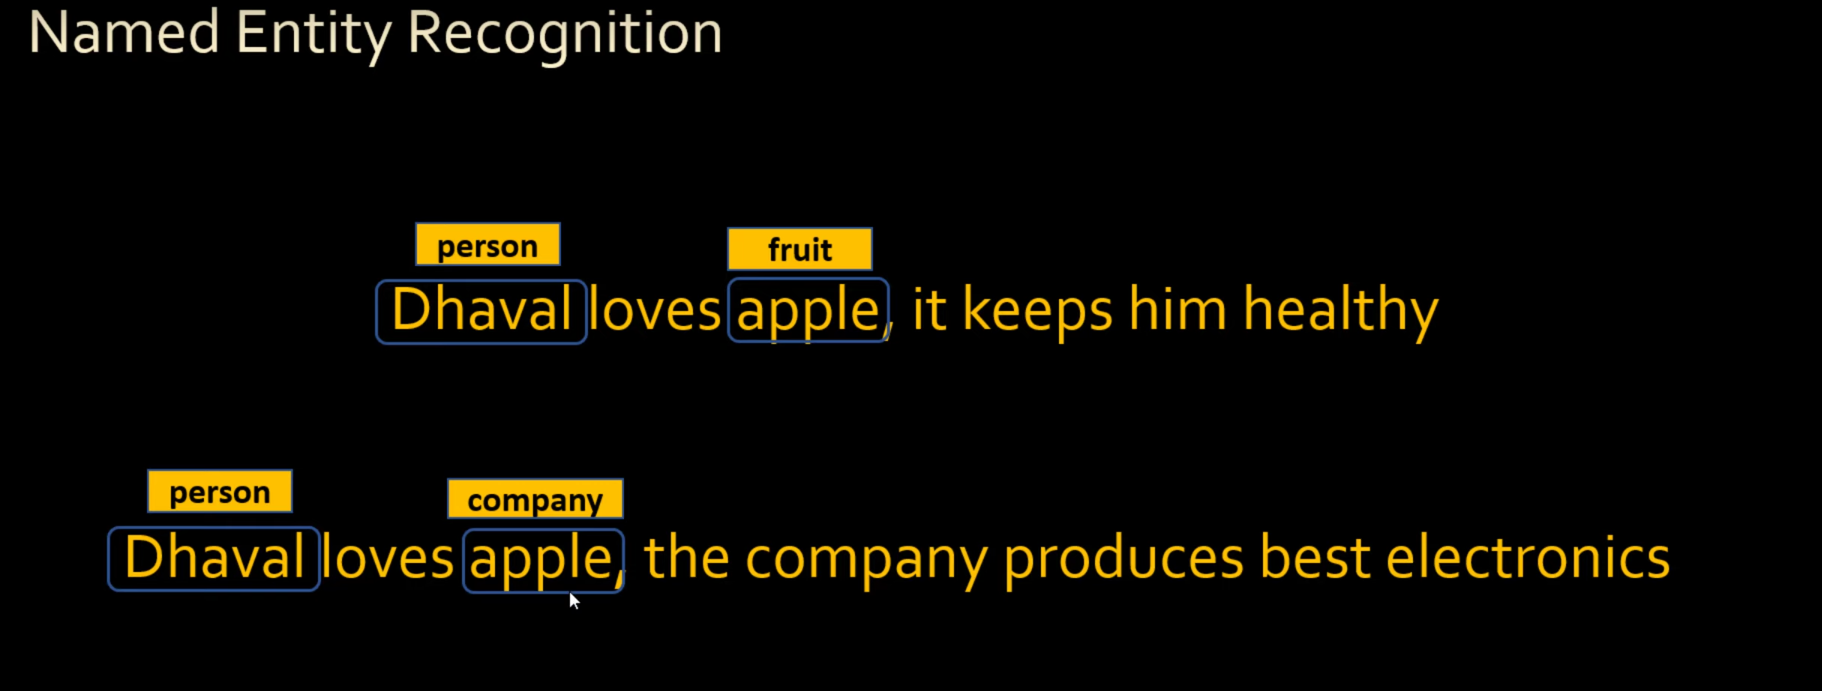 Named Entity Recognition
person
fruit
Dhaval loves apple, it keeps him healthy
person
company
Dhaval loves apple, the company produces best electronics